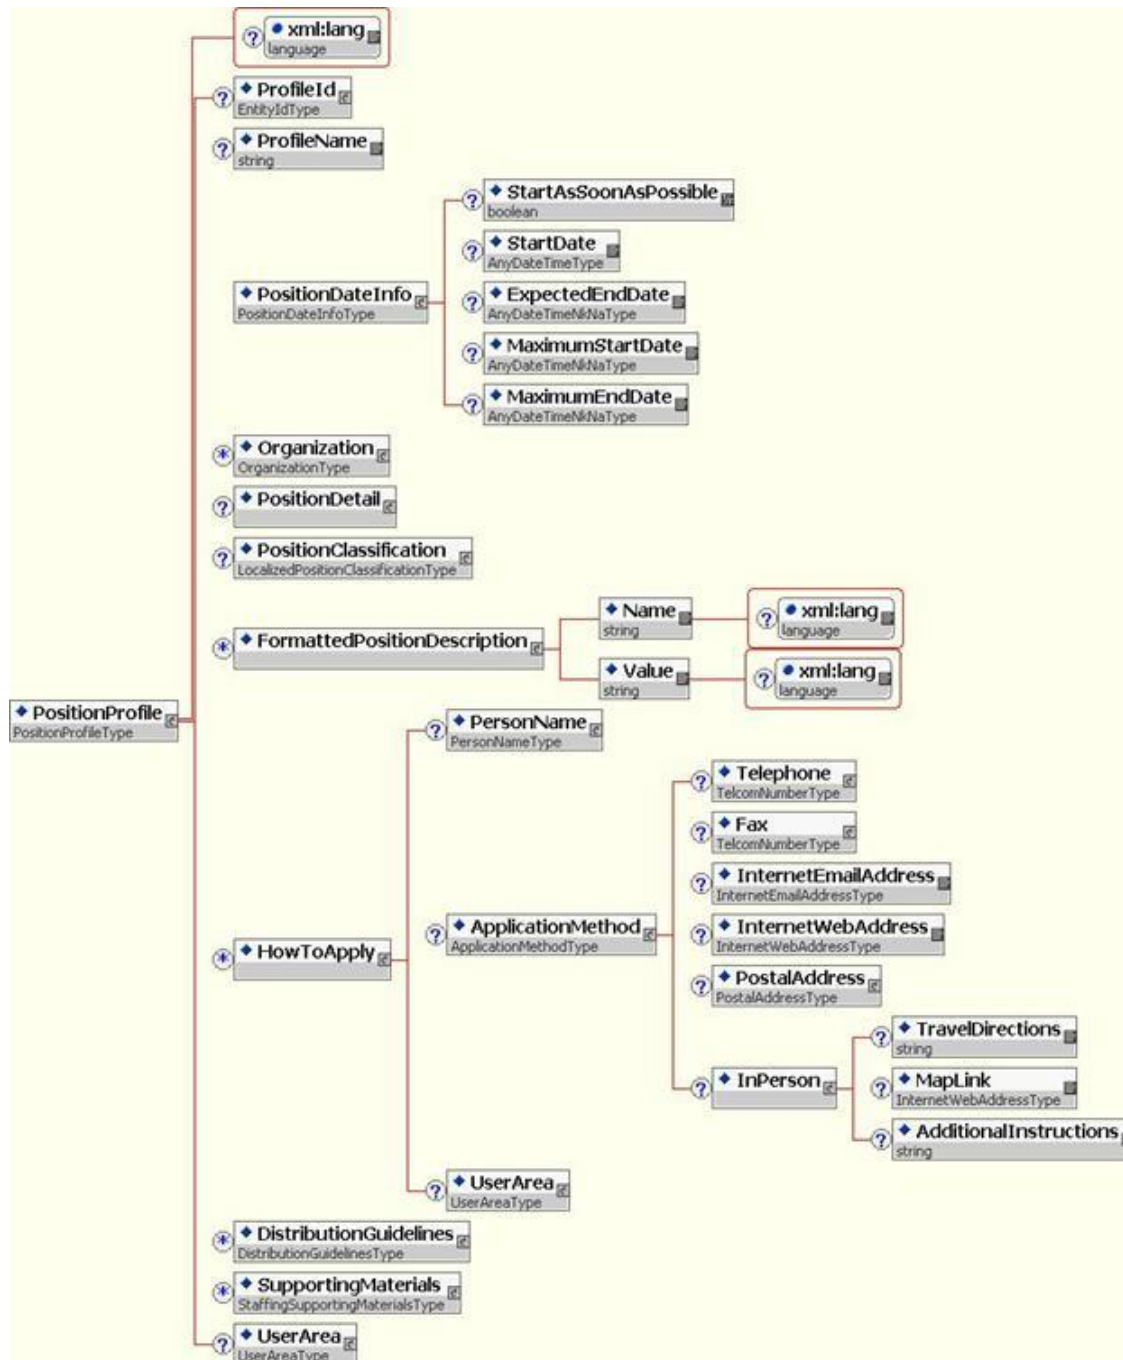 xml:lang
language
ProfileId
EntityIdType
ProfileName
string
StartAsSoonAsPossible
boolean
StartDate
AnyDateTimeType
PositionDateInfo
PositionDateInfoType
ExpectedEndDate
AnyDateTimeNkNaType
MaximumStartDate
AnyDateTimeNkNaType
MaximumEndDate
AnyDateTimeNkNaType
Organization
OrganizationType
PositionDetail
PositionClassification
LocalizedPositionClassificationType
FormattedPositionDescription
Name
string
xml:lang
language
Value
string
xml:lang
language
PositionProfile
PositionProfileType
PersonName
PersonNameType
Telephone
TelcomNumberType
Fax
TelcomNumberType
InternetEmailAddress
InternetEmailAddressType
ApplicationMethod
ApplicationMethodType
InternetWebAddress
InternetWebAddressType
HowToApply
PostalAddress
PostalAddressType
TravelDirections
string
InPerson
MapLink
InternetWebAddressType
AdditionalInstructions
string
UserArea
UserAreaType
DistributionGuidelines
DistributionGuidelinesType
SupportingMaterials
StaffingSupportingMaterialsType
UserArea
UserAreaType